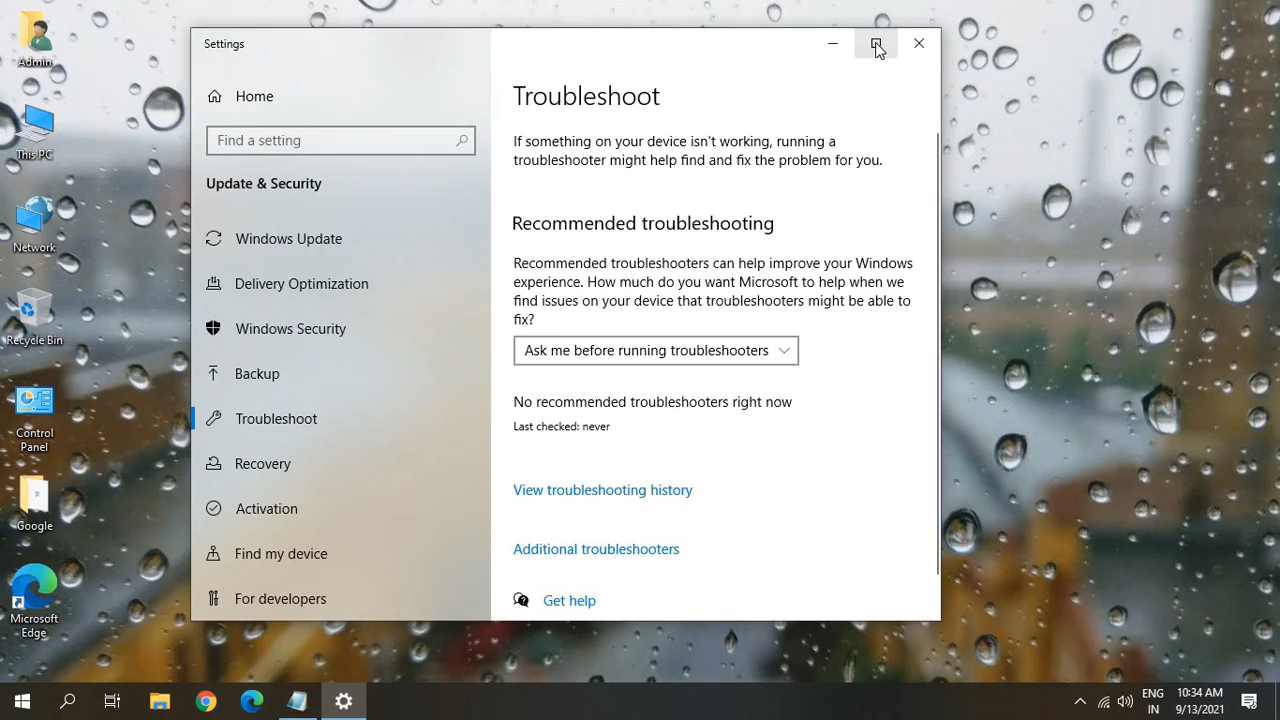 Admin
This PC
Network
Recycle Bin
Control
Panel
Google
Microsoft
Edge
Settings
Home
Find a setting
Update & Security
Windows Update
Delivery Optimization
Windows Security
Backup
Troubleshoot
Recovery
Activation
Find my device
For developers
Troubleshoot
If something on your device isn't working, running a
troubleshooter might help find and fix the problem for you.
Recommended troubleshooting
Recommended troubleshooters can help improve your Windows
experience. How much do you want Microsoft to help when we
find issues on your device that troubleshooters might be able to
fix?
Ask me before running troubleshooters
No recommended troubleshooters right now
Last checked: never
View troubleshooting history
Additional troubleshooters
Get help
ENG
IN
10:34 AM
9/13/2021